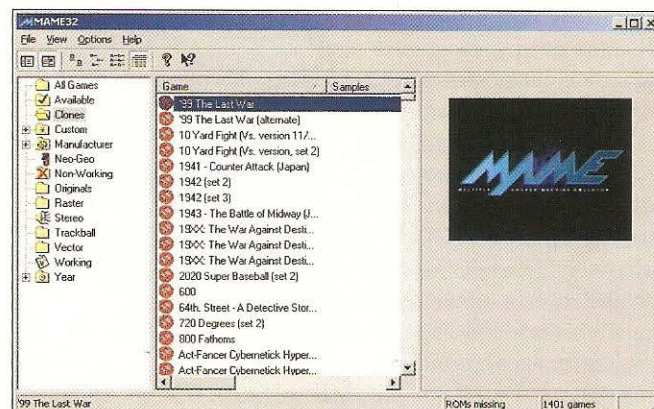 MAME32
File View Options Help
All Games
Available
Clones
Custom
Manufacturer
Neo-Geo
Non-Working
Originals
Raster
Stereo
Trackball
Vector
Working
Year
Game / Samples
'99 The Last War
'99 The Last War (alternate)
10 Yard Fight (Vs. version 11/...
10 Yard Fight (Vs. version, set 2)
1941 - Counter Attack (Japan)
1942 (set 2)
1942 (set 3)
1943 - The Battle of Midway (J...
19XX: The War Against Desti...
19XX: The War Against Desti...
19XX: The War Against Desti...
2020 Super Baseball (set 2)
600
64th. Street - A Detective Stor...
720 Degrees (set 2)
800 Fathoms
Act-Fancer Cybernetick Hyper...
Act-Fancer Cybernetick Hyper...
MAME
MULTIPLE ARCADE MACHINE EMULATOR
'99 The Last War
ROMs missing
1401 games